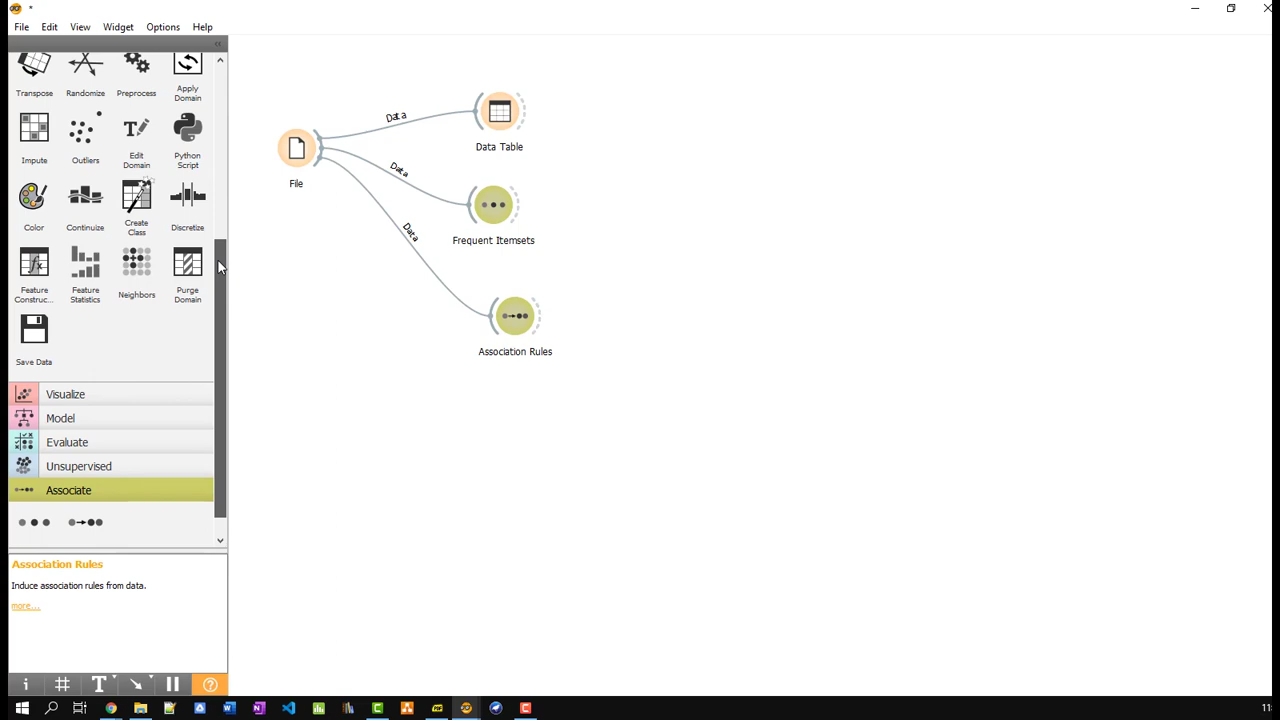 *
File Edit View Widget Options Help
Transpose Randomize Preprocess Apply Domain
Impute Outliers Edit Domain Python Script
Color Continuize Create Class Discretize
Feature Construc... Feature Statistics Neighbors Purge Domain
Save Data
Visualize
Model
Evaluate
Unsupervised
Associate
Association Rules
Induce association rules from data.
more...
File
Data
Data Table
Data
Frequent Itemsets
Data
Association Rules